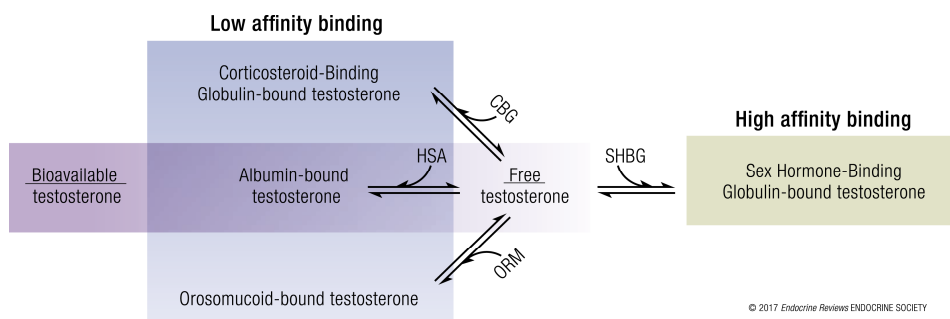 Low affinity binding
Corticosteroid-Binding
Globulin-bound testosterone
CBG
High affinity binding
Bioavailable
testosterone
Albumin-bound
testosterone
HSA
Free
testosterone
SHBG
Sex Hormone-Binding
Globulin-bound testosterone
ORM
Orosomucoid-bound testosterone
© 2017 Endocrine Reviews ENDOCRINE SOCIETY